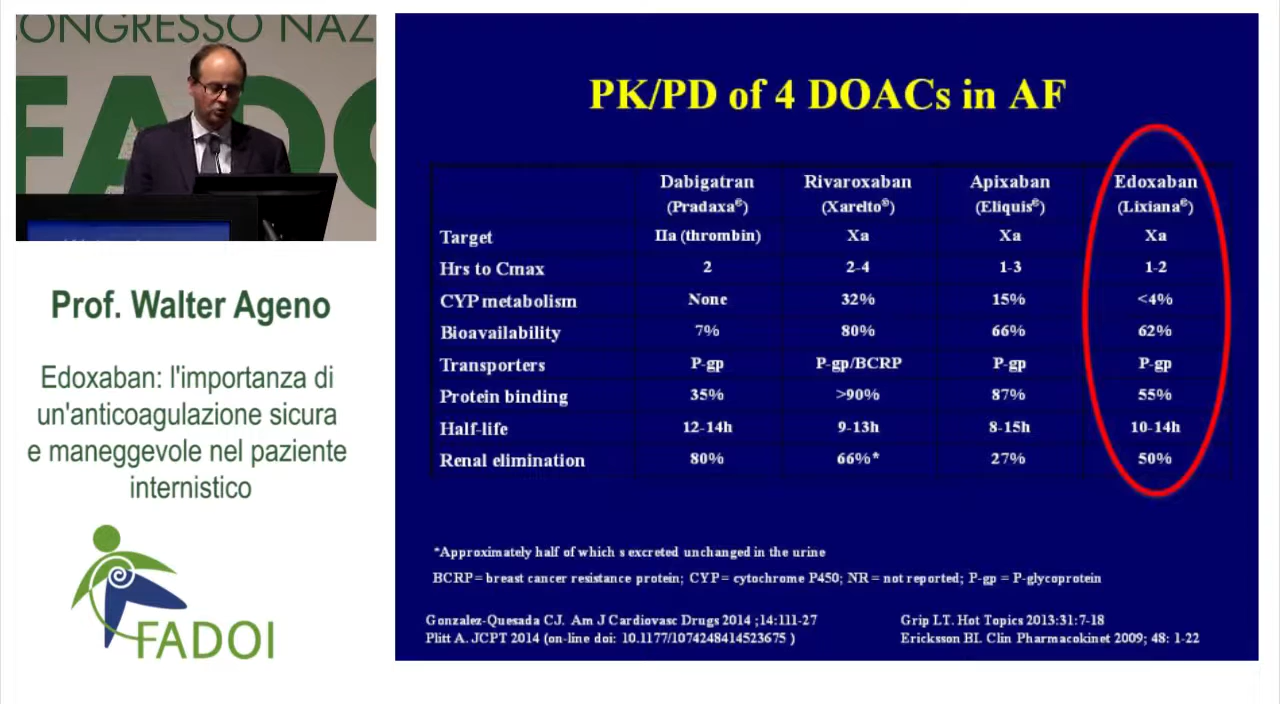 CONGRESSO NAZ
FADO
Prof. Walter Ageno
Edoxaban: l'importanza di
un'anticoagulazione sicura
e maneggevole nel paziente
internistico
FADOI
PK/PD of 4 DOACs in AF
Dabigatran Rivaroxaban Apixaban Edoxaban
(Pradaxa®) (Xarelto®) (Eliquis®) (Lixiana®)
Target IIa (thrombin) Xa Xa Xa
Hrs to Cmax 2 2-4 1-3 1-2
CYP metabolism None 32% 15% <4%
Bioavailability 7% 80% 66% 62%
Transporters P-gp P-gp/BCRP P-gp P-gp
Protein binding 35% >90% 87% 55%
Half-life 12-14h 9-13h 8-15h 10-14h
Renal elimination 80% 66%* 27% 50%
*Approximately half of which s excreted unchanged in the urine
BCRP = breast cancer resistance protein; CYP = cytochrome P450; NR = not reported; P-gp = P-glycoprotein
Gonzalez-Quesada CJ. Am J Cardiovasc Drugs 2014 ;14:111-27
Plitt A. JCPT 2014 (on-line doi: 10.1177/1074248414523675 )
Grip LT. Hot Topics 2013:31:7-18
Ericksson BI. Clin Pharmacokinet 2009; 48: 1-22